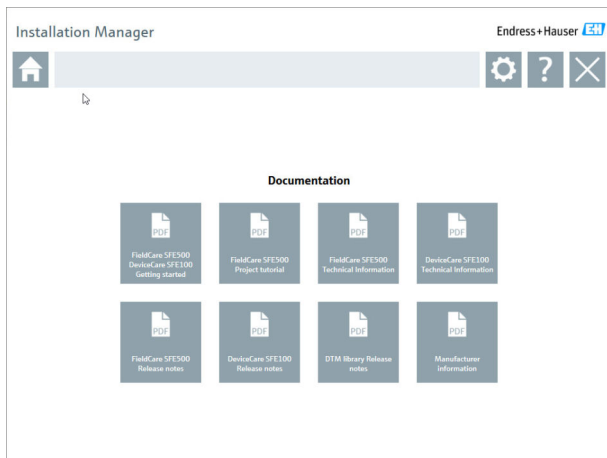 Installation Manager
Endress+Hauser EH
?
Documentation
PDF
FieldCare SFE500
DeviceCare SFE100
Getting started
PDF
FieldCare SFE500
Project tutorial
PDF
FieldCare SFE500
Technical Information
PDF
DeviceCare SFE100
Technical Information
PDF
FieldCare SFE500
Release notes
PDF
DeviceCare SFE100
Release notes
PDF
DTM library Release
notes
PDF
Manufacturer
information